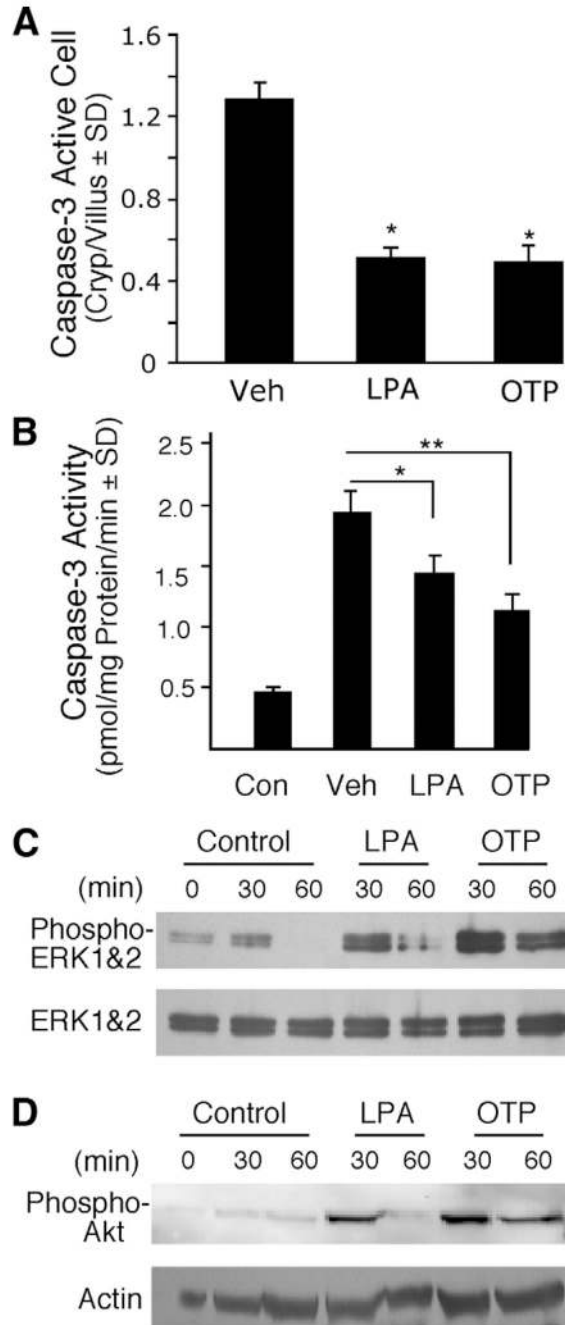 A
Caspase-3 Active Cell
(Cryp/Villus ± SD)
1.6
1.2
0.8
0.4
0
*
*
Veh LPA OTP
B
Caspase-3 Activity
(pmol/mg Protein/min ± SD)
2.5
2.0
1.5
1.0
0.5
**
*
Con Veh LPA OTP
C
Control LPA OTP
(min) 0 30 60 30 60 30 60
Phospho-
ERK1&2
ERK1&2
D
Control LPA OTP
(min) 0 30 60 30 60 30 60
Phospho-
Akt
Actin